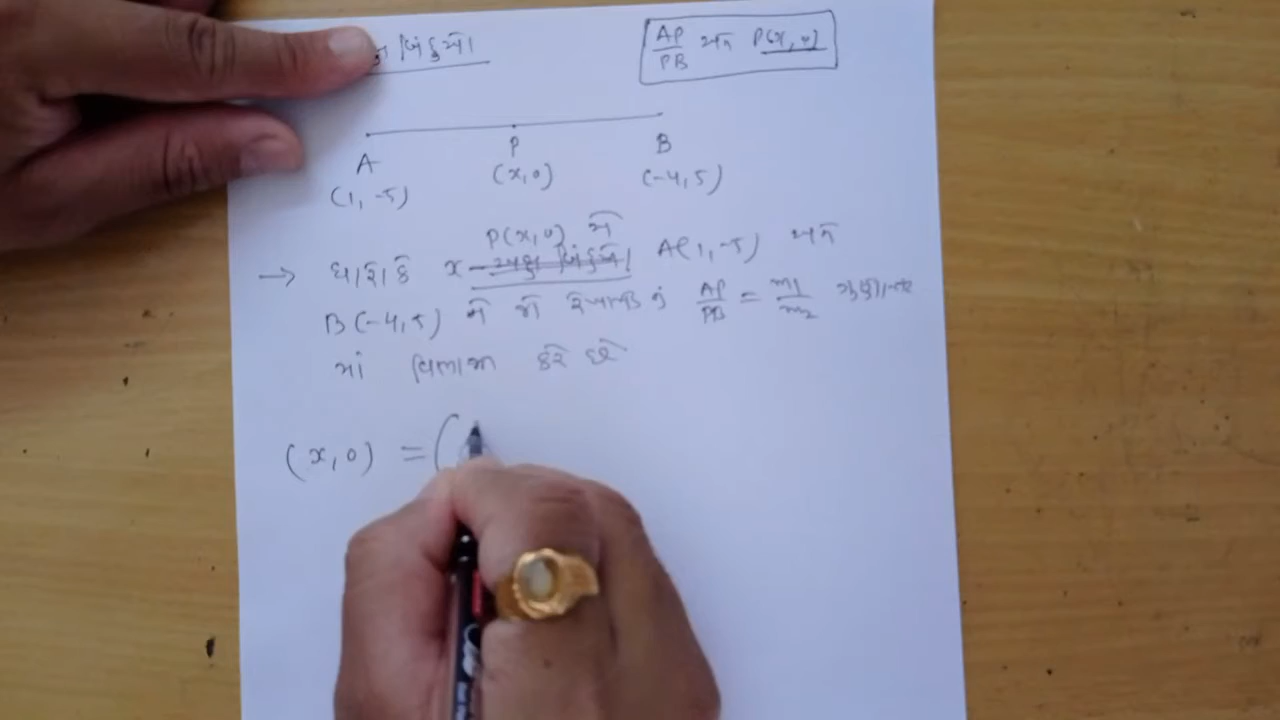 બિંદુઓ
AP/PB અને P(x, 0)
A P B
(1, -5) (x, 0) (-4, 5)
P(x, 0) એ
→ ધારો કે x A(1, -5) અને
B(-4, 5) ને જોડતા રેખાખંડ નું AP/PB = m1/m2 ગુણોત્તર
માં વિભાજન કરે છે
(x, 0) = (